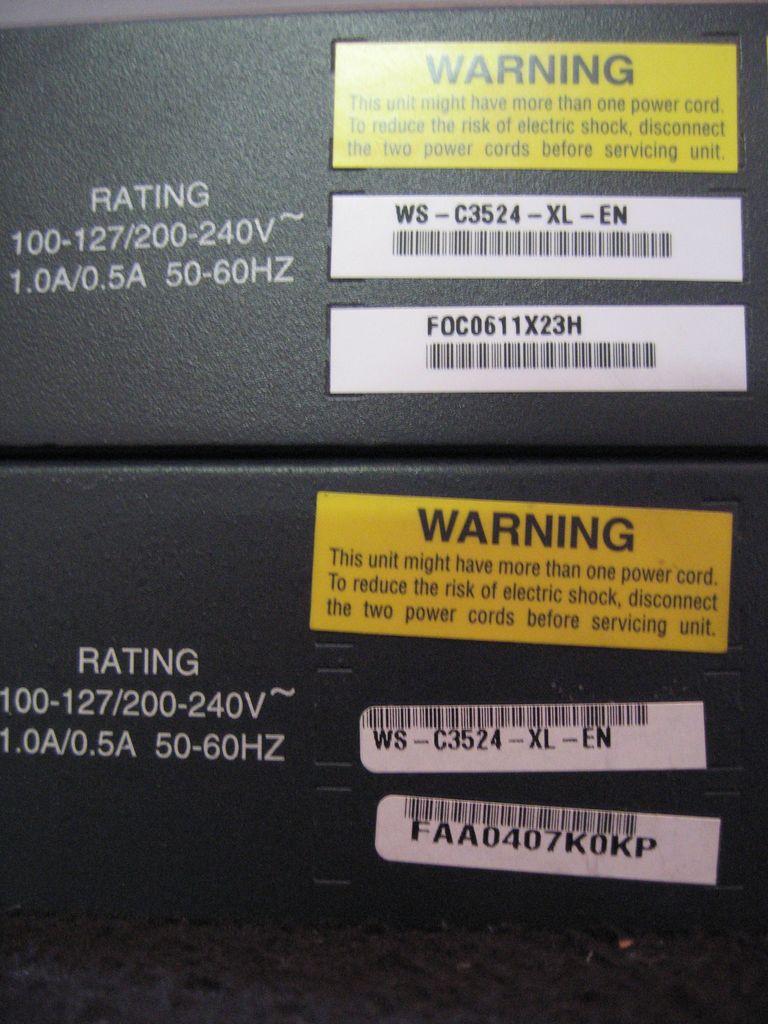 WARNING
This unit might have more than one power cord.
To reduce the risk of electric shock, disconnect
the two power cords before servicing unit.
RATING
100-127/200-240V~
1.0A/0.5A 50-60HZ
WS-C3524-XL-EN
FOC0611X23H
WARNING
This unit might have more than one power cord.
To reduce the risk of electric shock, disconnect
the two power cords before servicing unit.
RATING
100-127/200-240V~
1.0A/0.5A 50-60HZ
WS-C3524-XL-EN
FAA0407K0KP